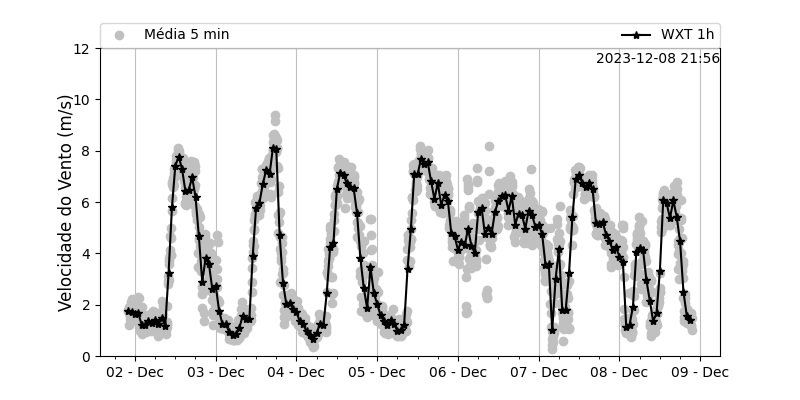 Média 5 min
WXT 1h
2023-12-08 21:56
12
10
8
6
4
2
0
Velocidade do Vento (m/s)
02 - Dec 03 - Dec 04 - Dec 05 - Dec 06 - Dec 07 - Dec 08 - Dec 09 - Dec